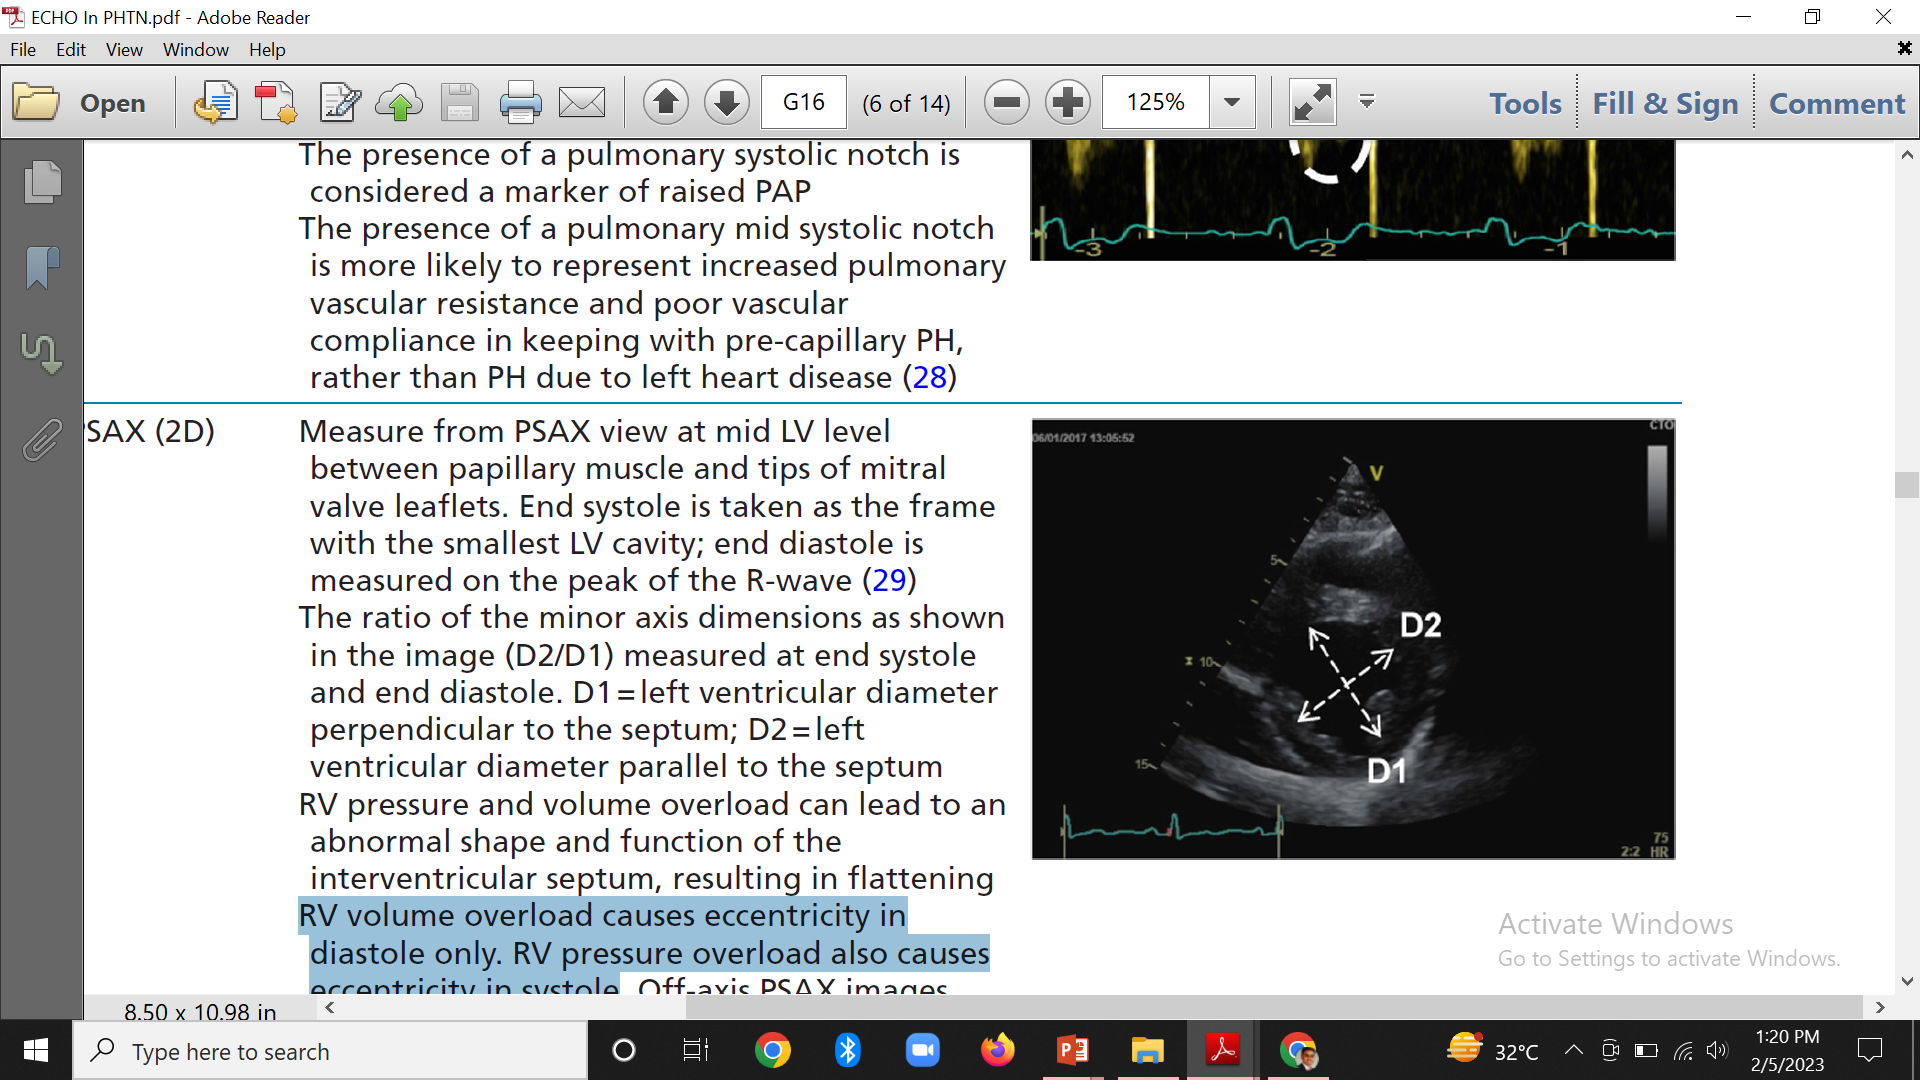 ECHO In PHTN.pdf - Adobe Reader
File Edit View Window Help
Open G16 (6 of 14) 125% Tools Fill & Sign Comment
The presence of a pulmonary systolic notch is
considered a marker of raised PAP
The presence of a pulmonary mid systolic notch
is more likely to represent increased pulmonary
vascular resistance and poor vascular
compliance in keeping with pre-capillary PH,
rather than PH due to left heart disease (28)
-3 -2 -1
SAX (2D)
Measure from PSAX view at mid LV level
between papillary muscle and tips of mitral
valve leaflets. End systole is taken as the frame
with the smallest LV cavity; end diastole is
measured on the peak of the R-wave (29)
The ratio of the minor axis dimensions as shown
in the image (D2/D1) measured at end systole
and end diastole. D1=left ventricular diameter
perpendicular to the septum; D2=left
ventricular diameter parallel to the septum
RV pressure and volume overload can lead to an
abnormal shape and function of the
interventricular septum, resulting in flattening
RV volume overload causes eccentricity in
diastole only. RV pressure overload also causes
eccentricity in systole. Off-axis PSAX images
CTO
06/01/2017 13:05:52
V
5
D2
10
15
D1
75
2:2 HR
Activate Windows
Go to Settings to activate Windows.
8.50 x 10.98 in
Type here to search
32°C
1:20 PM
2/5/2023